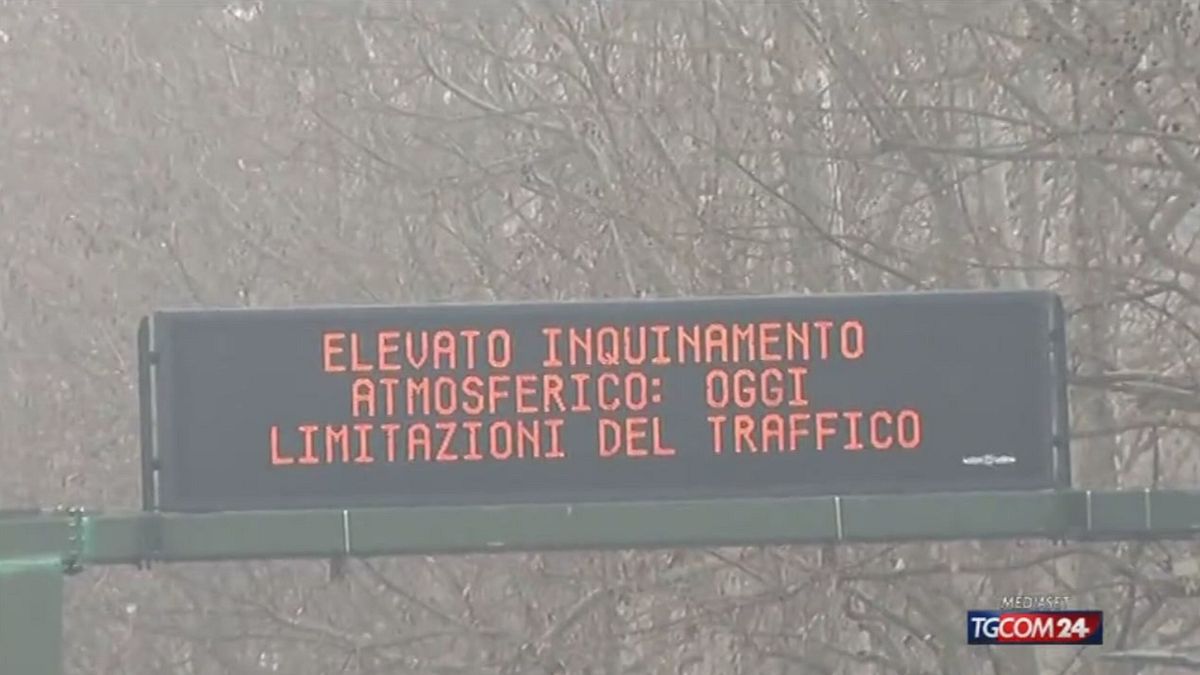 ELEVATO INQUINAMENTO
ATMOSFERICO: OGGI
LIMITAZIONI DEL TRAFFICO
MEDIASET
TGCOM24